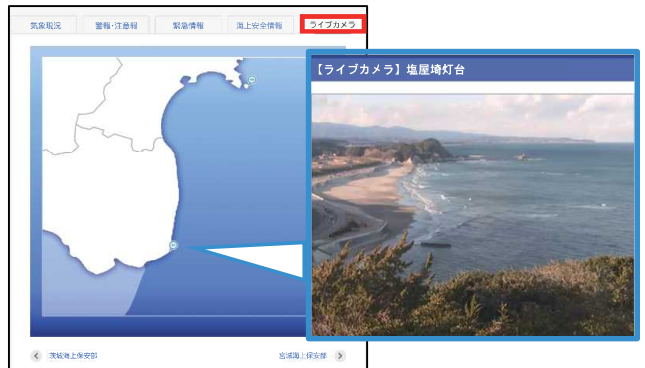 気象現況
警報・注意報
緊急情報
海上安全情報
ライブカメラ
【ライブカメラ】塩屋埼灯台
茨城海上保安部
宮城海上保安部